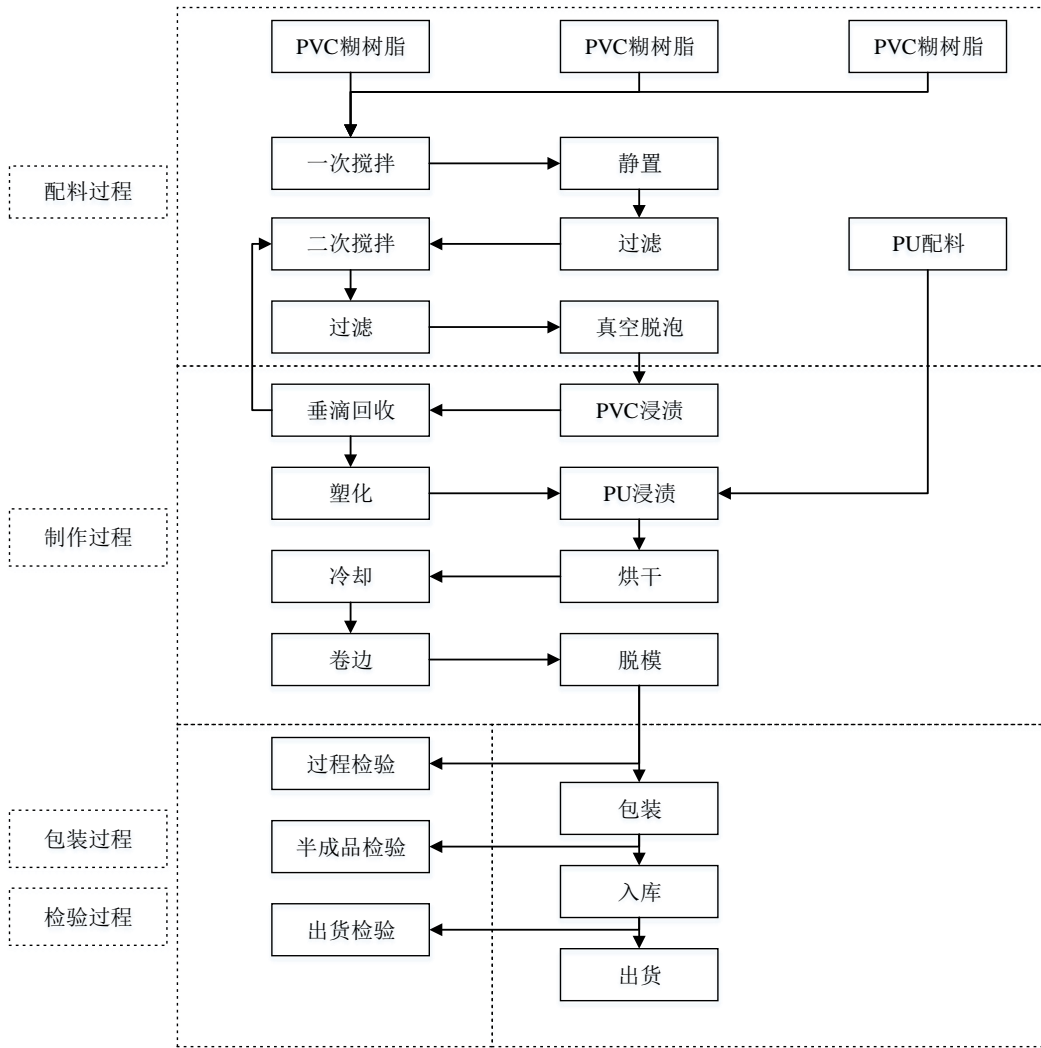 PVC糊树脂
PVC糊树脂
PVC糊树脂
一次搅拌
静置
配料过程
二次搅拌
过滤
PU配料
过滤
真空脱泡
垂滴回收
PVC浸渍
塑化
PU浸渍
制作过程
冷却
烘干
卷边
脱模
过程检验
包装
包装过程
半成品检验
入库
检验过程
出货检验
出货